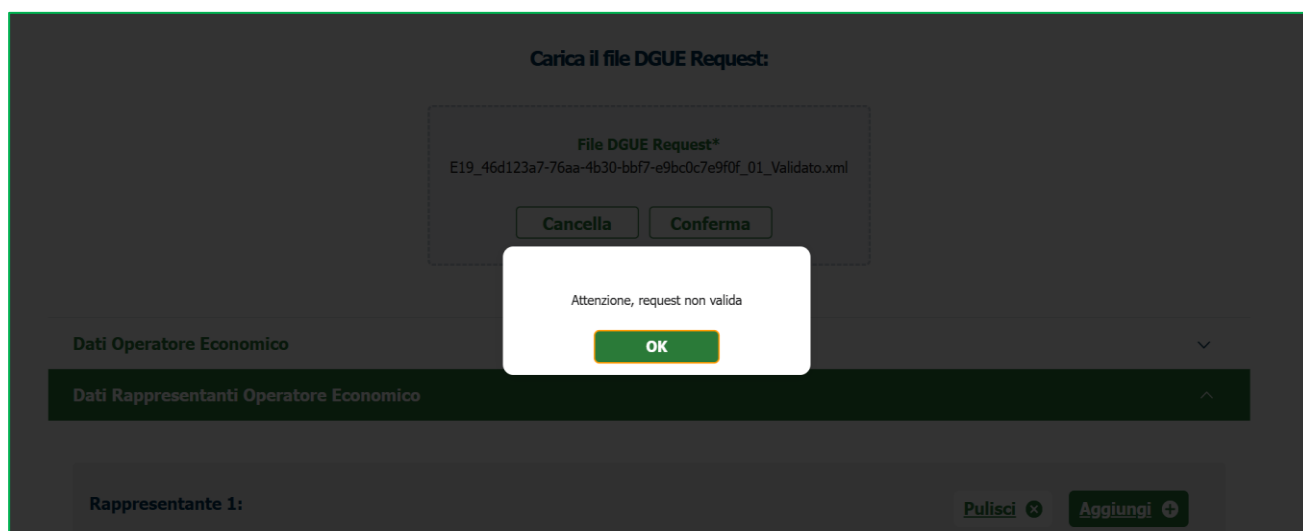 Carica il file DGUE Request:
File DGUE Request*
E19_46d123a7-76aa-4b30-bbf7-e9bc0c7e9f0f_01_Validato.xml
Cancella Conferma
Attenzione, request non valida
OK
Dati Operatore Economico
Dati Rappresentanti Operatore Economico
Rappresentante 1: Pulisci Aggiungi